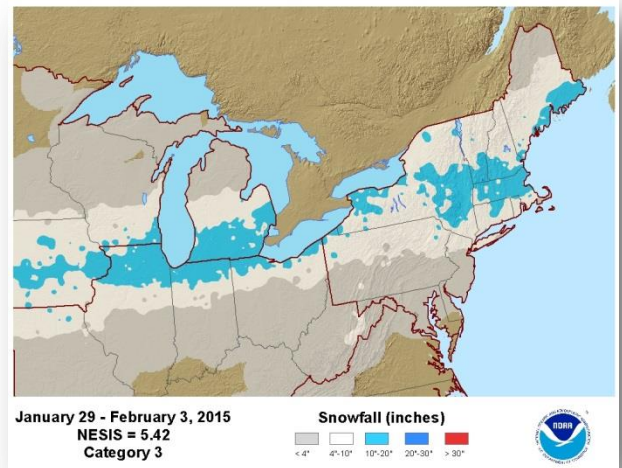 January 29 - February 3, 2015
NESIS = 5.42
Category 3
Snowfall (inches)
< 4" 4"-10" 10"-20" 20"-30" > 30"
NOAA